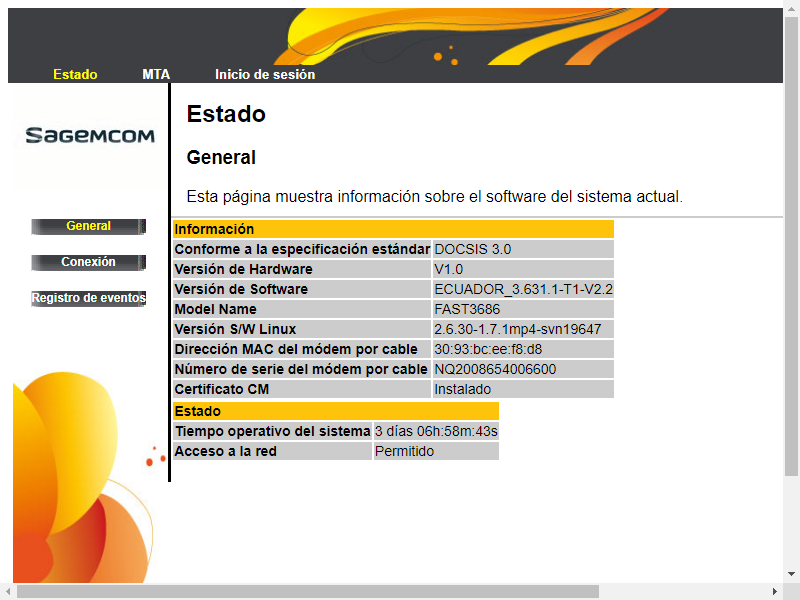 Estado MTA Inicio de sesión
SAGEMCOM
General
Conexión
Registro de eventos
Estado
General
Esta página muestra información sobre el software del sistema actual.
Información
Conforme a la especificación estándar DOCSIS 3.0
Versión de Hardware V1.0
Versión de Software ECUADOR_3.631.1-T1-V2.2
Model Name FAST3686
Versión S/W Linux 2.6.30-1.7.1mp4-svn19647
Dirección MAC del módem por cable 30:93:bc:ee:f8:d8
Número de serie del módem por cable NQ2008654006600
Certificato CM Instalado
Estado
Tiempo operativo del sistema 3 días 06h:58m:43s
Acceso a la red Permitido